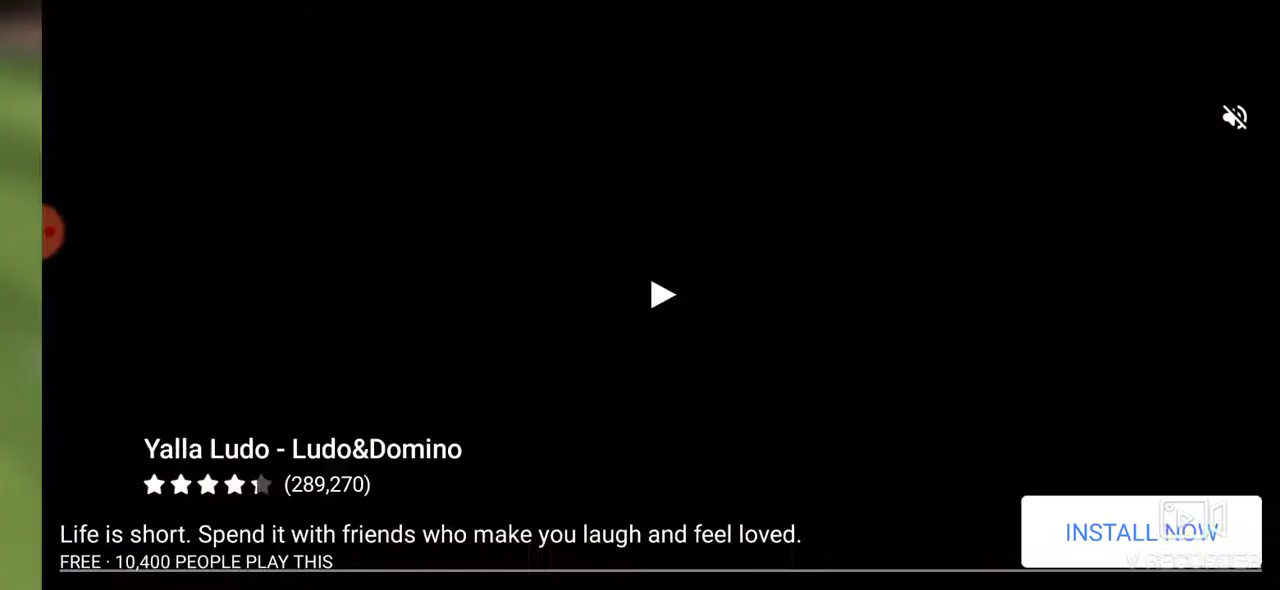 Yalla Ludo - Ludo&Domino
(289,270)
Life is short. Spend it with friends who make you laugh and feel loved.
INSTALL NOW
FREE · 10,400 PEOPLE PLAY THIS
V RECORDER